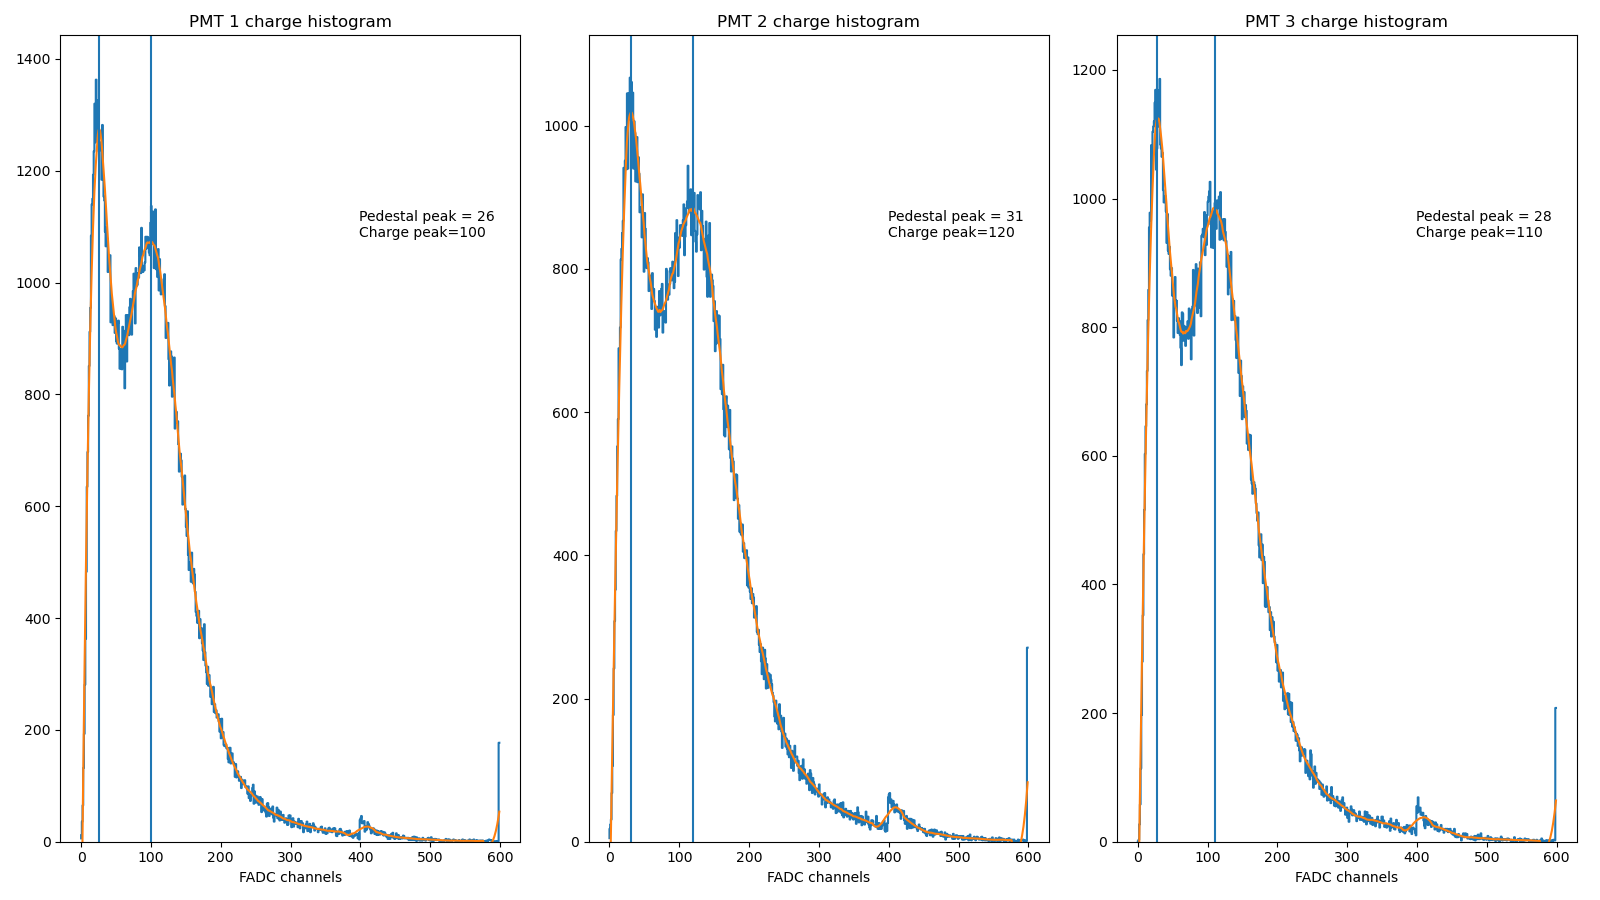 PMT 1 charge histogram
1400
1200
1000
800
600
400
200
0
Pedestal peak = 26
Charge peak=100
0 100 200 300 400 500 600
FADC channels
PMT 2 charge histogram
1000
800
600
400
200
0
Pedestal peak = 31
Charge peak=120
0 100 200 300 400 500 600
FADC channels
PMT 3 charge histogram
1200
1000
800
600
400
200
0
Pedestal peak = 28
Charge peak=110
0 100 200 300 400 500 600
FADC channels